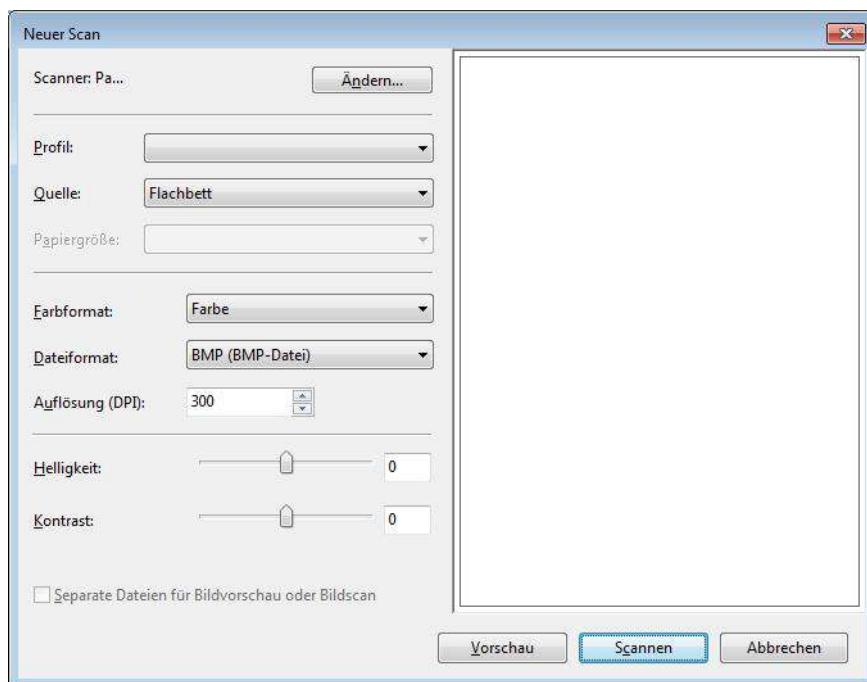 Neuer Scan
Scanner: Pa...
Ändern...
Profil:
Quelle:
Flachbett
Papiergröße:
Farbformat:
Farbe
Dateiformat:
BMP (BMP-Datei)
Auflösung (DPI):
300
Helligkeit:
0
Kontrast:
0
Separate Dateien für Bildvorschau oder Bildscan
Vorschau
Scannen
Abbrechen